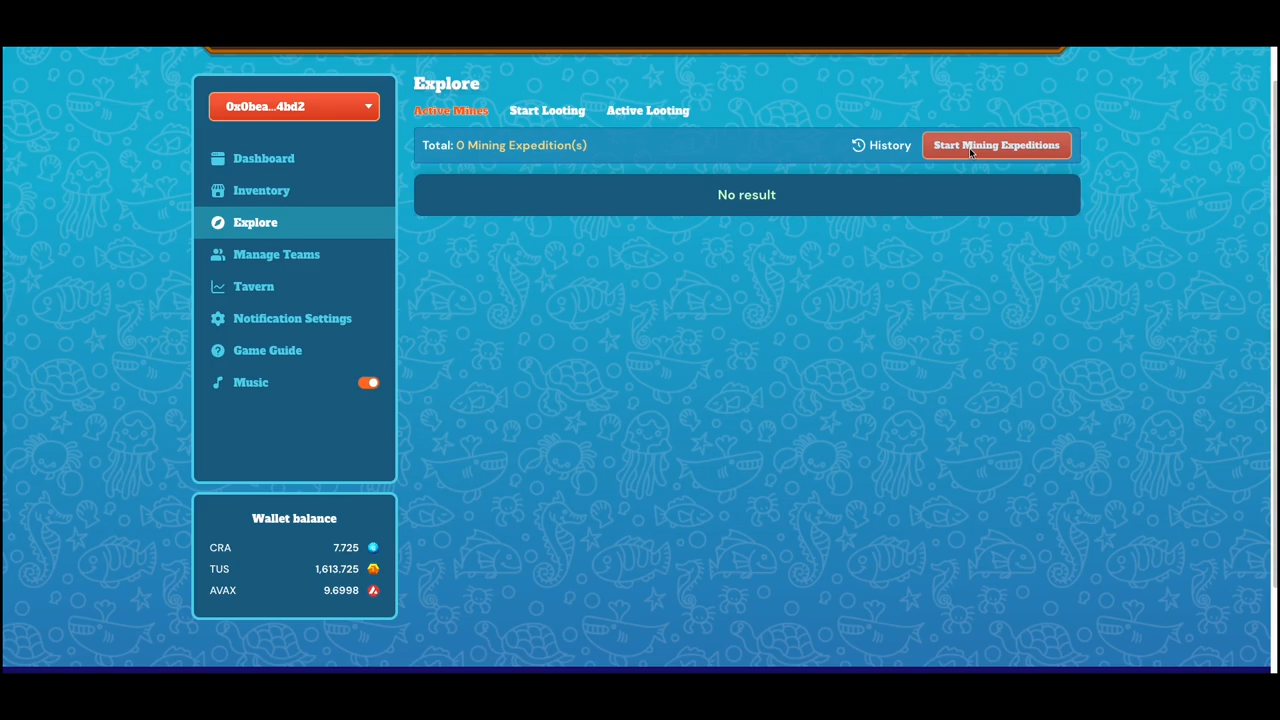 0x0bea...4bd2
Dashboard
Inventory
Explore
Manage Teams
Tavern
Notification Settings
Game Guide
Music
Wallet balance
CRA 7.725
TUS 1,613.725
AVAX 9.6998
Explore
Active Mines Start Looting Active Looting
Total: 0 Mining Expedition(s) History Start Mining Expeditions
No result